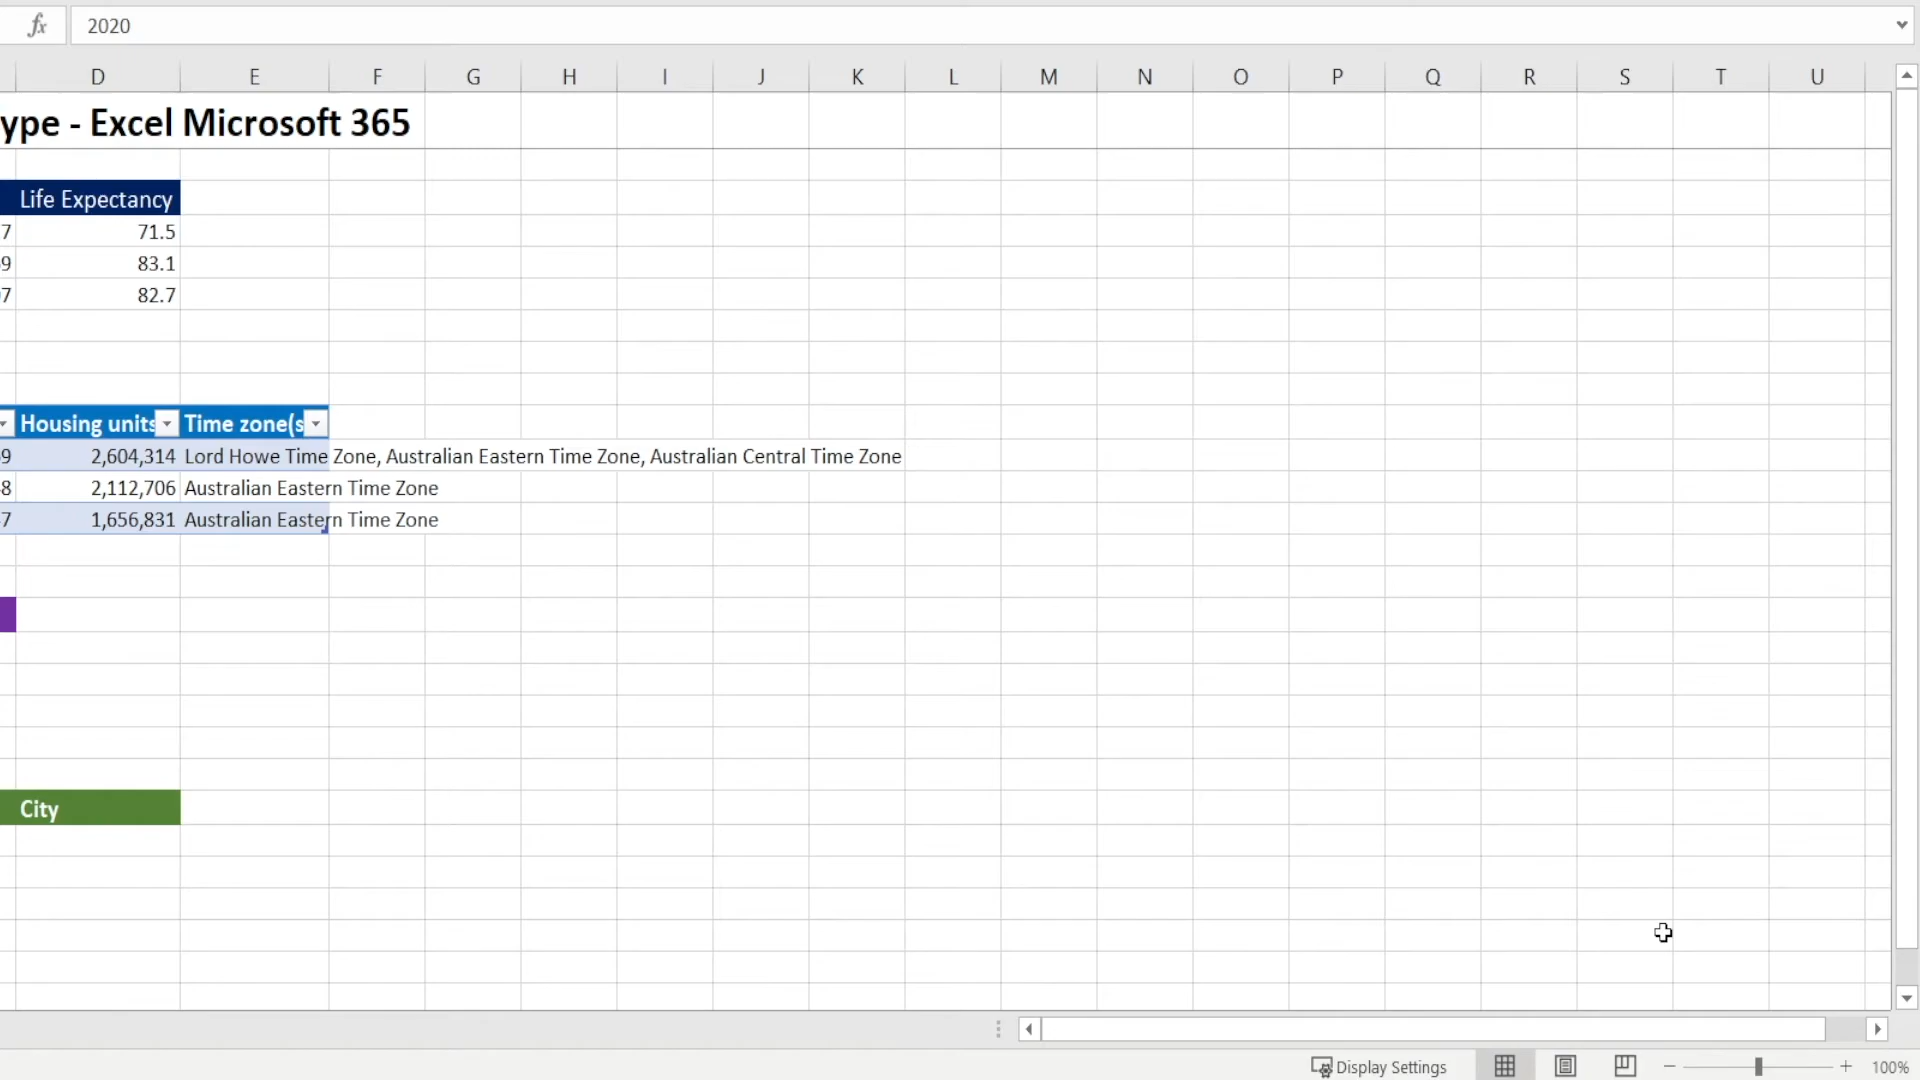 fx 2020
D E F G H I J K L M N O P Q R S T U
ype - Excel Microsoft 365
Life Expectancy
7 71.5
9 83.1
7 82.7
Housing units Time zone(s
9 2,604,314 Lord Howe Time Zone, Australian Eastern Time Zone, Australian Central Time Zone
8 2,112,706 Australian Eastern Time Zone
7 1,656,831 Australian Eastern Time Zone
City
Display Settings 100%